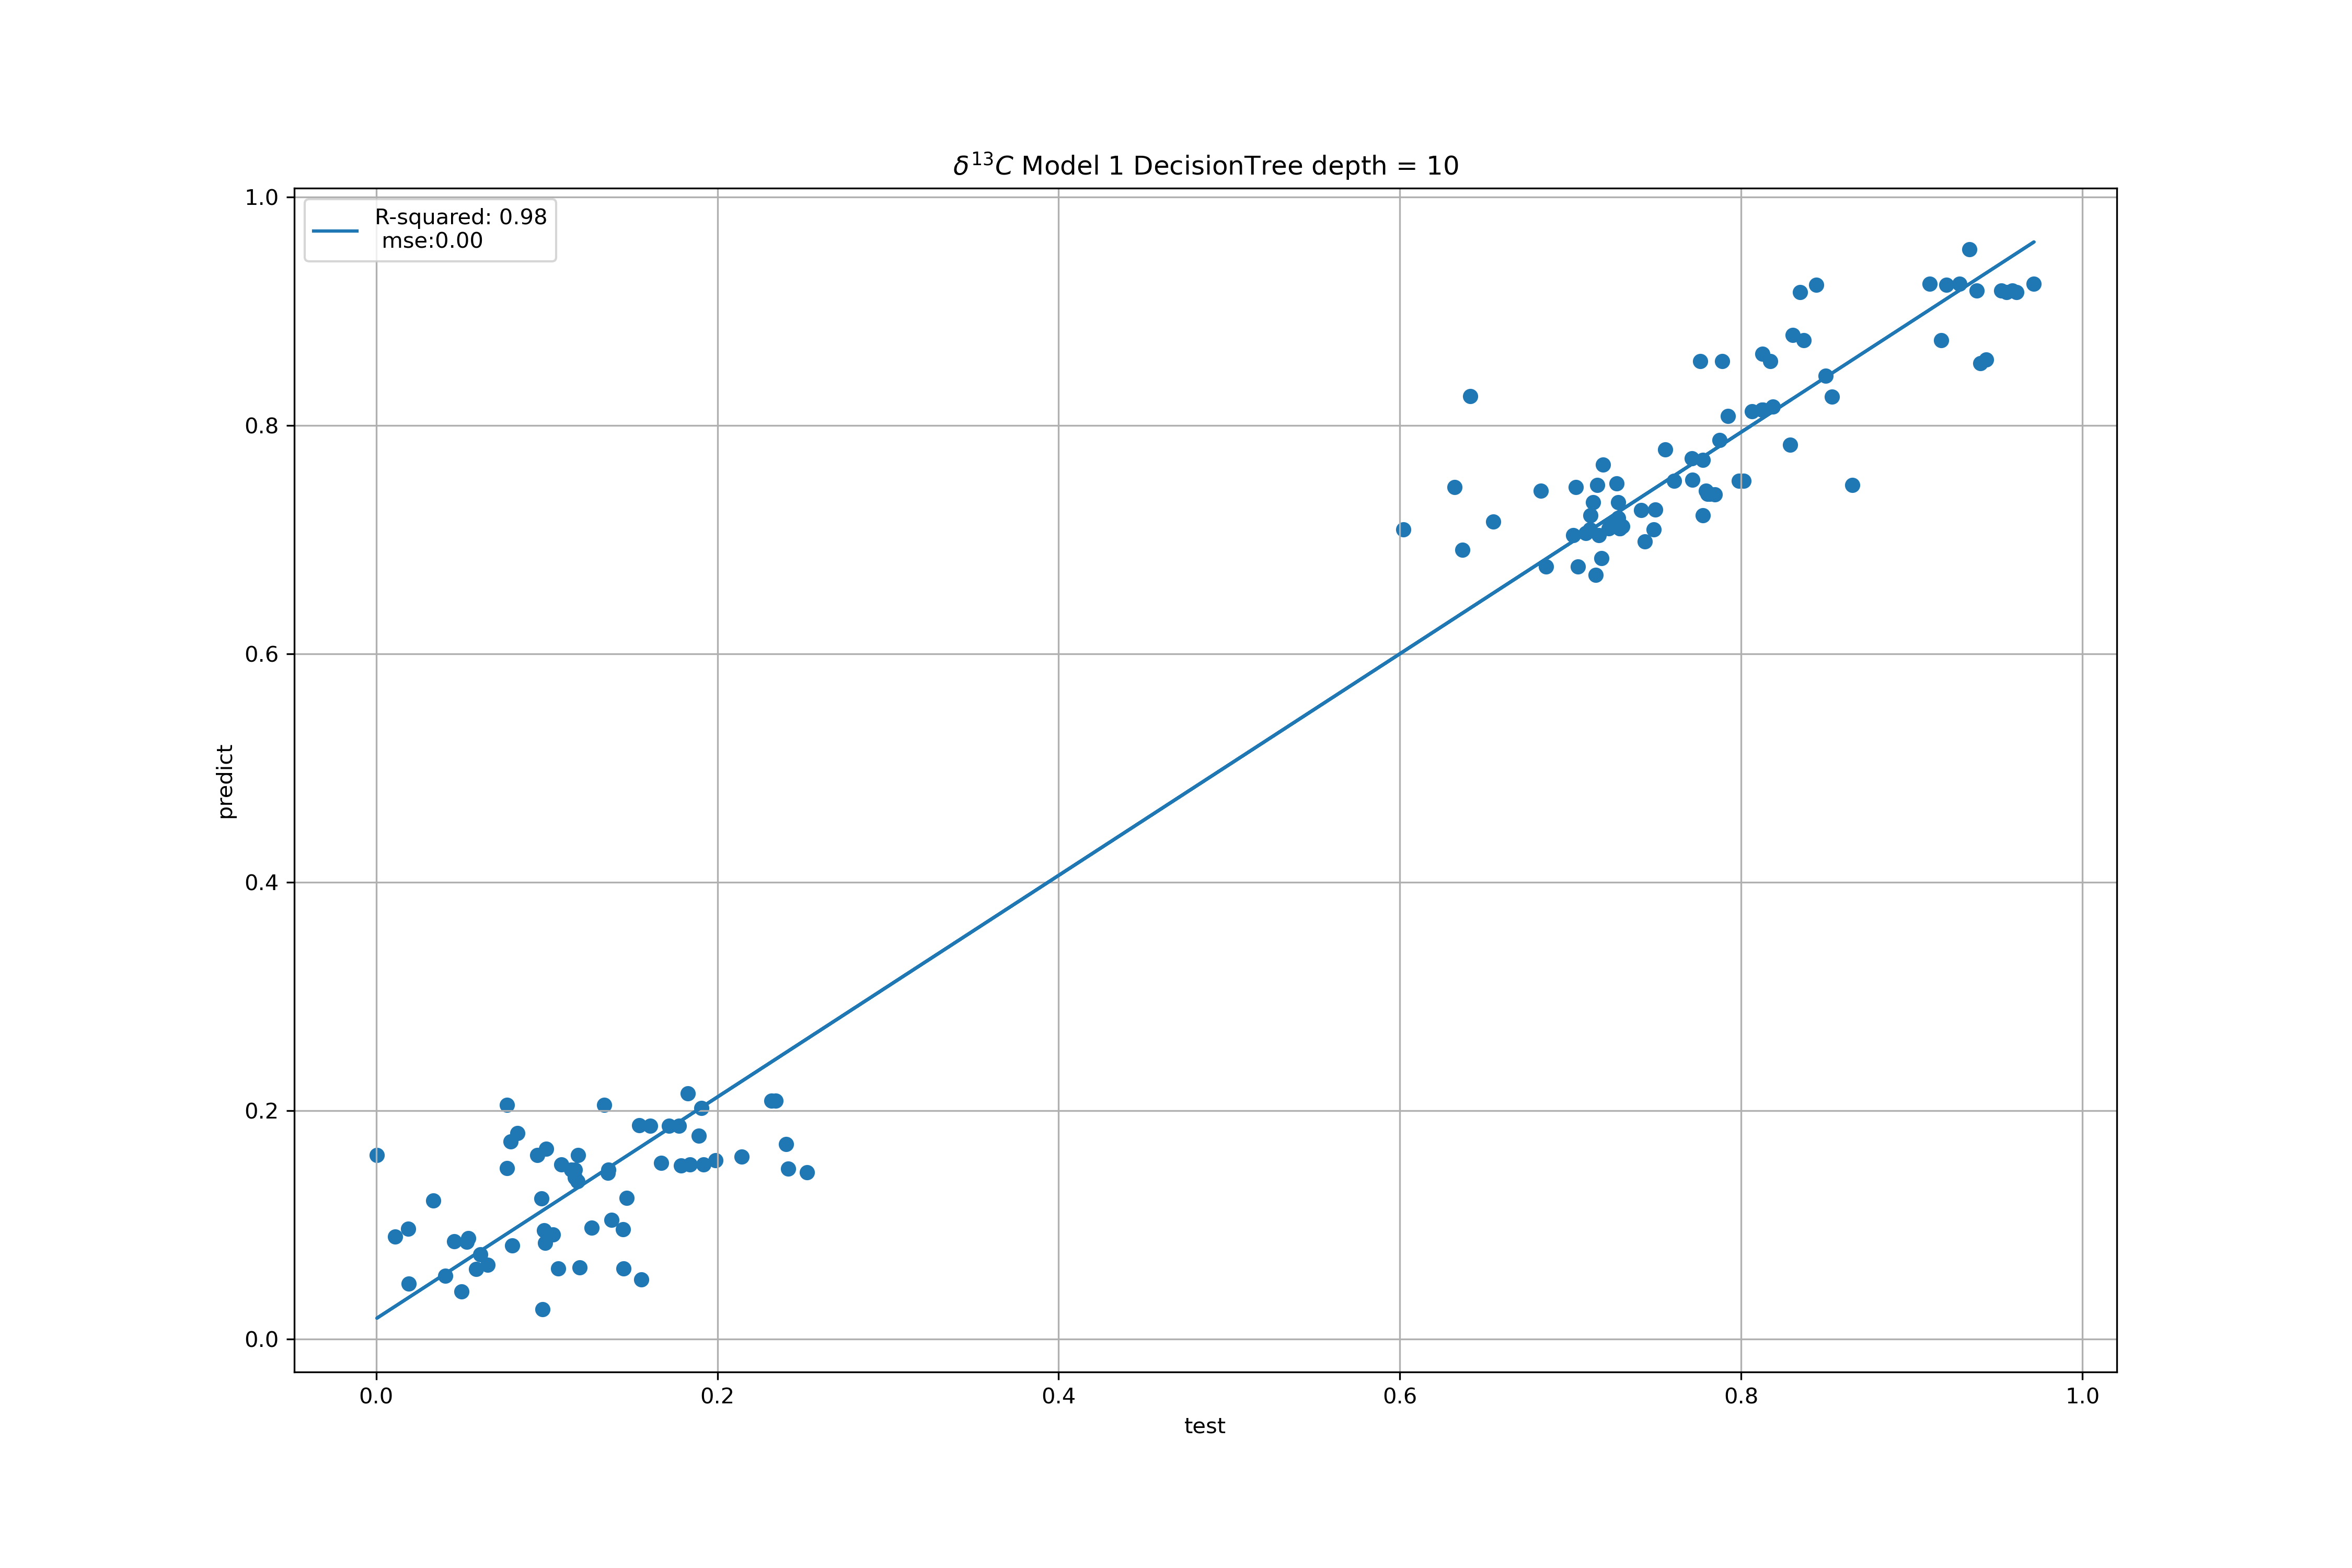 δ¹³C Model 1 DecisionTree depth = 10
R-squared: 0.98
mse:0.00
1.0
0.8
0.6
0.4
0.2
0.0
predict
0.0 0.2 0.4 0.6 0.8 1.0
test